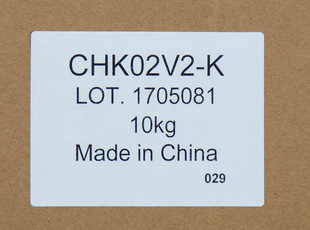 CHK02V2-K
LOT. 1705081
10kg
Made in China
029